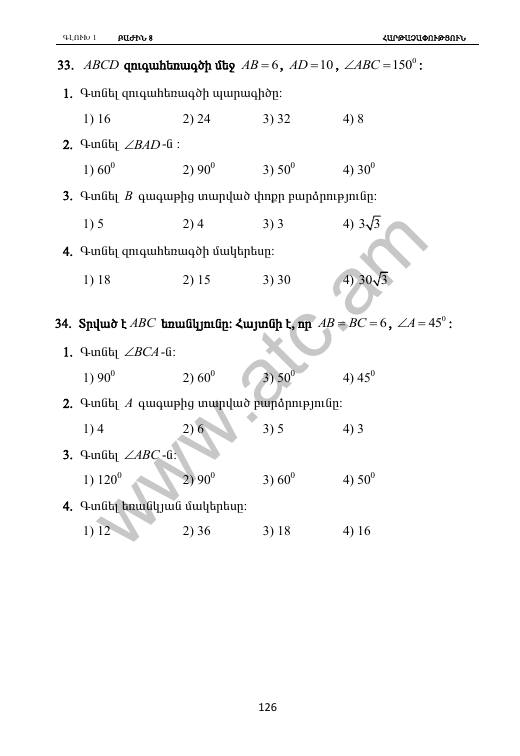 ԳԼՈՒԽ 1 ԲԱԺԻՆ 8 ՀԱՐԹԱՉԱՓՈՒԹՅՈՒՆ
33. ABCD զուգահեռագծի մեջ AB = 6, AD = 10, ∠ABC = 150⁰ :
1. Գտնել զուգահեռագծի պարագիծը:
1) 16 2) 24 3) 32 4) 8
2. Գտնել ∠BAD-ն :
1) 60⁰ 2) 90⁰ 3) 50⁰ 4) 30⁰
3. Գտնել B գագաթից տարված փոքր բարձրությունը:
1) 5 2) 4 3) 3 4) 3√3
4. Գտնել զուգահեռագծի մակերեսը:
1) 18 2) 15 3) 30 4) 30√3
34. Տրված է ABC եռանկյունը: Հայտնի է, որ AB = BC = 6, ∠A = 45⁰ :
1. Գտնել ∠BCA-ն:
1) 90⁰ 2) 60⁰ 3) 50⁰ 4) 45⁰
2. Գտնել A գագաթից տարված բարձրությունը:
1) 4 2) 6 3) 5 4) 3
3. Գտնել ∠ABC-ն:
1) 120⁰ 2) 90⁰ 3) 60⁰ 4) 50⁰
4. Գտնել եռանկյան մակերեսը:
1) 12 2) 36 3) 18 4) 16
www.atc.am
126